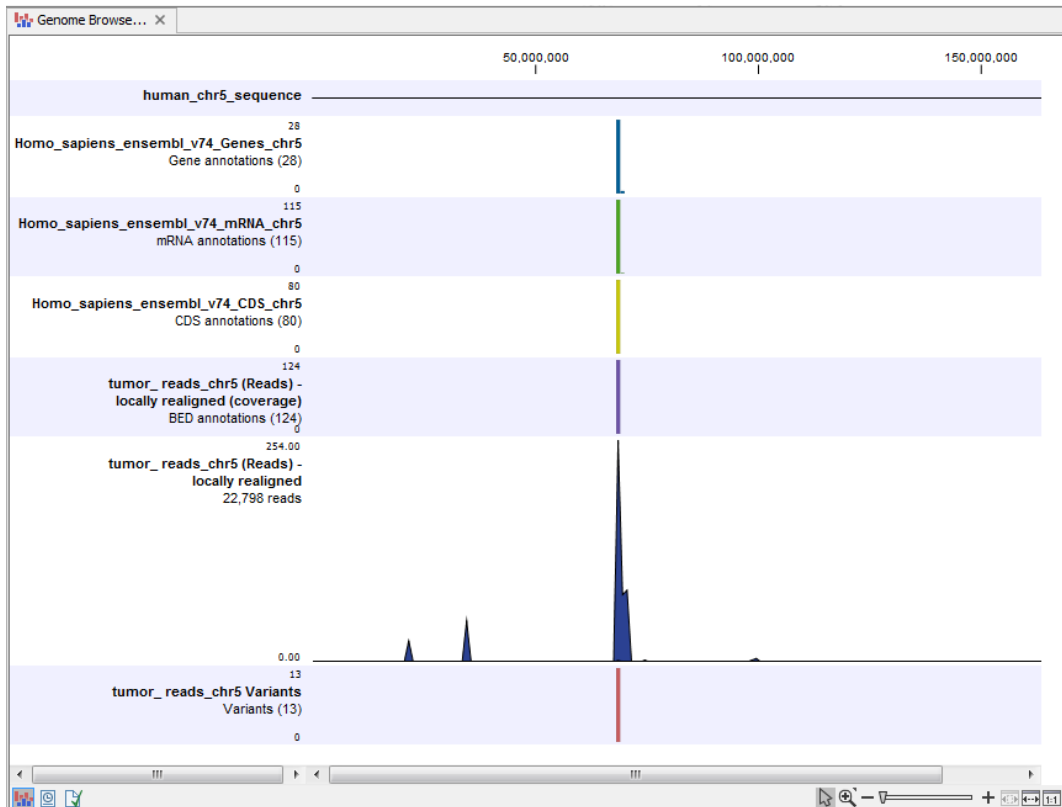 Genome Browse...
50,000,000 100,000,000 150,000,000
human_chr5_sequence
28
Homo_sapiens_ensembl_v74_Genes_chr5
Gene annotations (28)
0
115
Homo_sapiens_ensembl_v74_mRNA_chr5
mRNA annotations (115)
0
80
Homo_sapiens_ensembl_v74_CDS_chr5
CDS annotations (80)
0
124
tumor_ reads_chr5 (Reads) -
locally realigned (coverage)
BED annotations (124)
0
254.00
tumor_ reads_chr5 (Reads) -
locally realigned
22,798 reads
0.00
13
tumor_ reads_chr5 Variants
Variants (13)
0
1:1